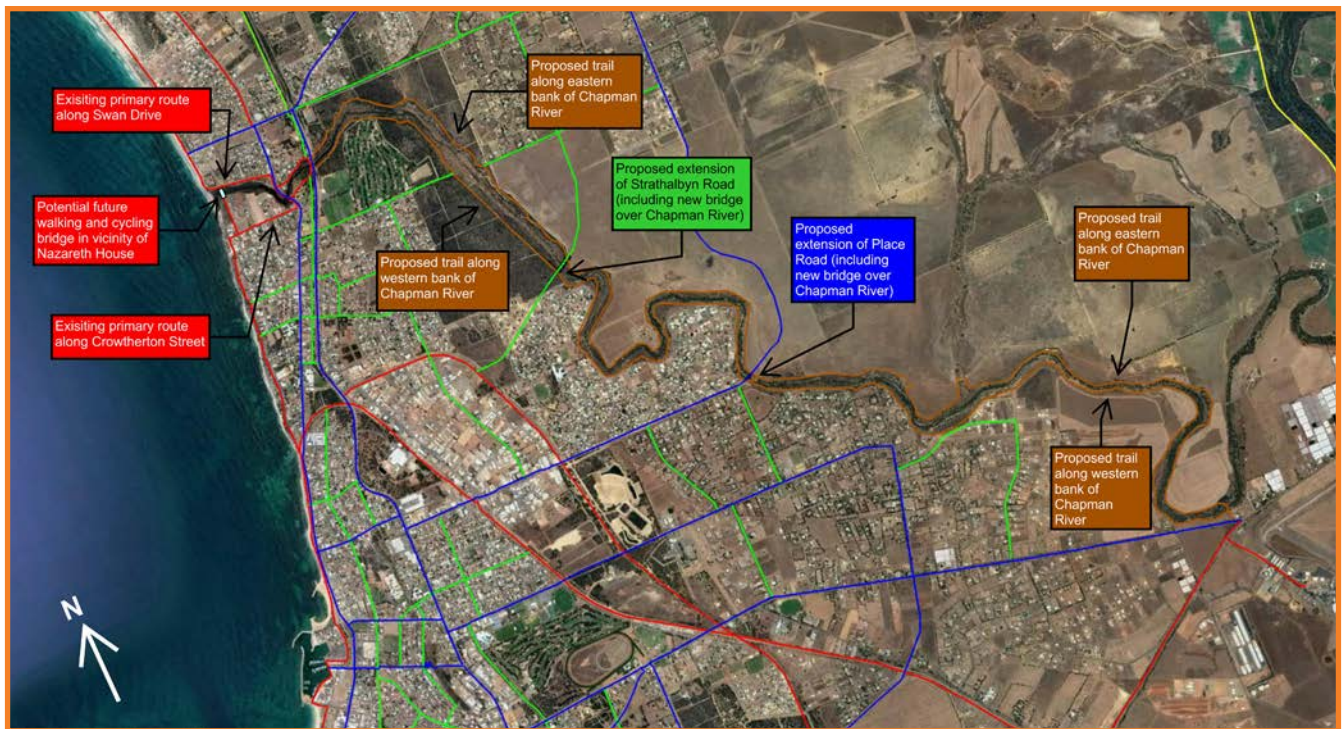 Exisiting primary route
along Swan Drive
Potential future
walking and cycling
bridge in vicinity of
Nazareth House
Exisiting primary route
along Crowtherton Street
Proposed trail
along eastern
bank of Chapman
River
Proposed trail along
western bank of
Chapman River
Proposed extension
of Strathalbyn Road
(including new bridge
over Chapman River)
Proposed
extension of Place
Road (including
new bridge over
Chapman River)
Proposed trail
along eastern
bank of Chapman
River
Proposed trail
along western
bank of
Chapman
River
N